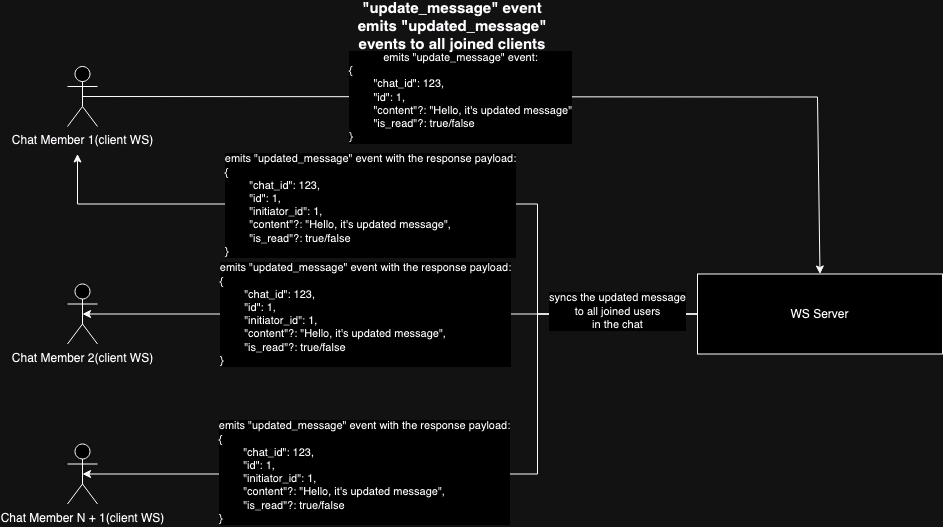 "update_message" event
emits "updated_message"
events to all joined clients
emits "update_message" event:
{
"chat_id": 123,
"id": 1,
"content"?: "Hello, it's updated message"
"is_read"?: true/false
}
Chat Member 1(client WS)
emits "updated_message" event with the response payload:
{
"chat_id": 123,
"id": 1,
"initiator_id": 1,
"content"?: "Hello, it's updated message",
"is_read"?: true/false
}
emits "updated_message" event with the response payload:
{
"chat_id": 123,
"id": 1,
"initiator_id": 1,
"content"?: "Hello, it's updated message",
"is_read"?: true/false
}
Chat Member 2(client WS)
syncs the updated message
to all joined users
in the chat
WS Server
emits "updated_message" event with the response payload:
{
"chat_id": 123,
"id": 1,
"initiator_id": 1,
"content"?: "Hello, it's updated message",
"is_read"?: true/false
}
Chat Member N + 1(client WS)